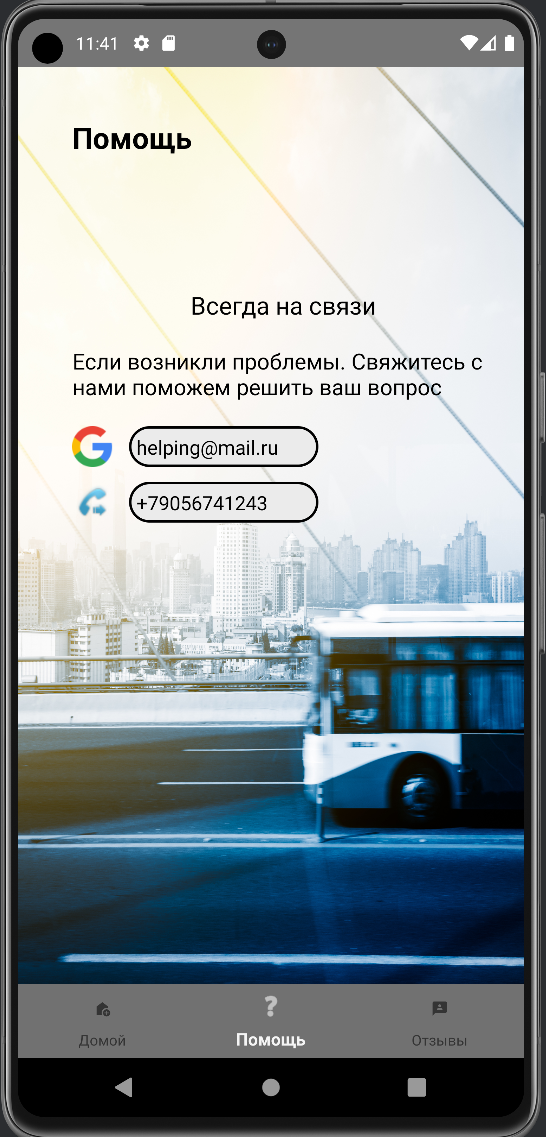 11:41
Помощь
Всегда на связи
Если возникли проблемы. Свяжитесь с
нами поможем решить ваш вопрос
helping@mail.ru
+79056741243
Домой
Помощь
Отзывы